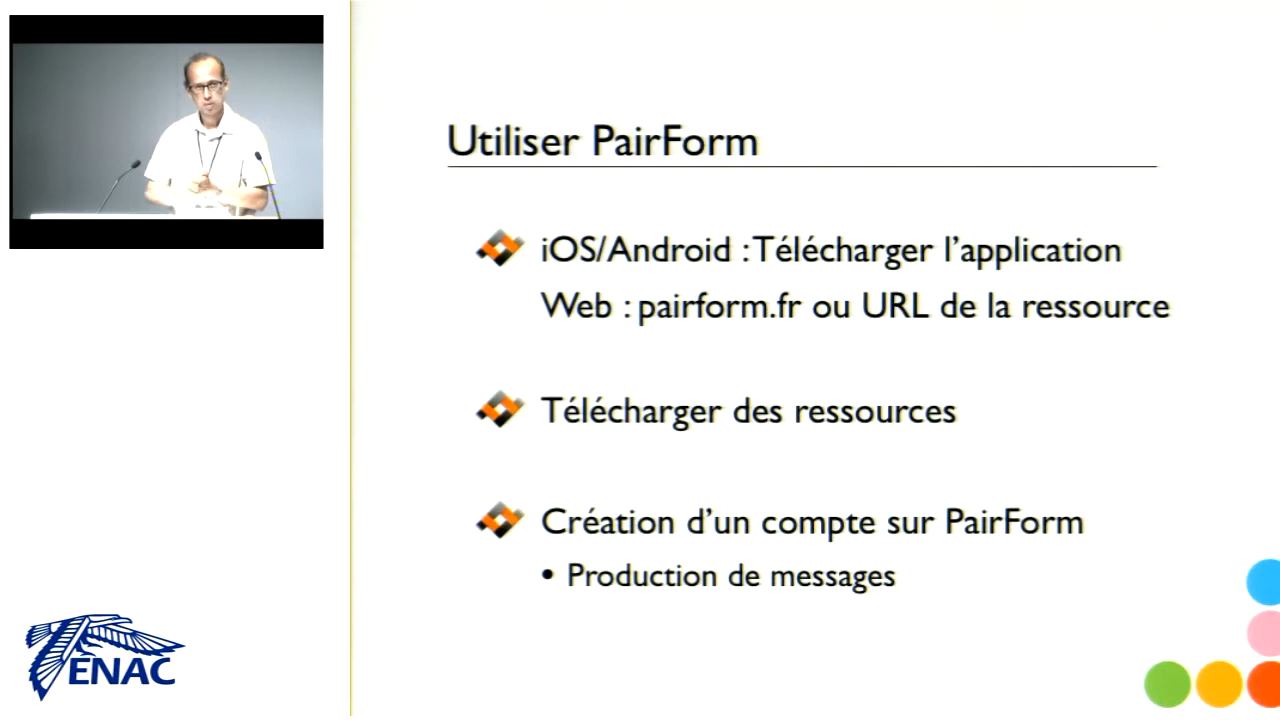 Utiliser PairForm
iOS/Android : Télécharger l'application
Web : pairform.fr ou URL de la ressource
Télécharger des ressources
Création d'un compte sur PairForm
• Production de messages
ENAC